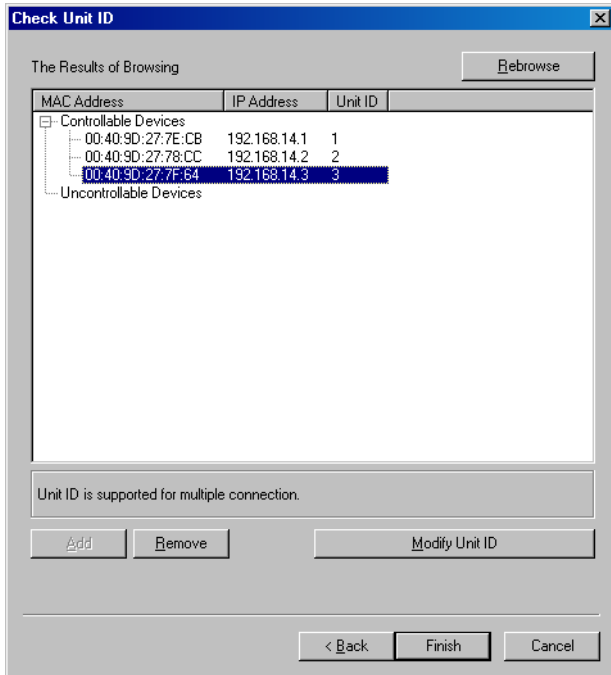 Check Unit ID
The Results of Browsing
Rebrowse
MAC Address IP Address Unit ID
Controllable Devices
00:40:9D:27:7E:CB 192.168.14.1 1
00:40:9D:27:78:CC 192.168.14.2 2
00:40:9D:27:7F:64 192.168.14.3 3
Uncontrollable Devices
Unit ID is supported for multiple connection.
Add Remove Modify Unit ID
< Back Finish Cancel